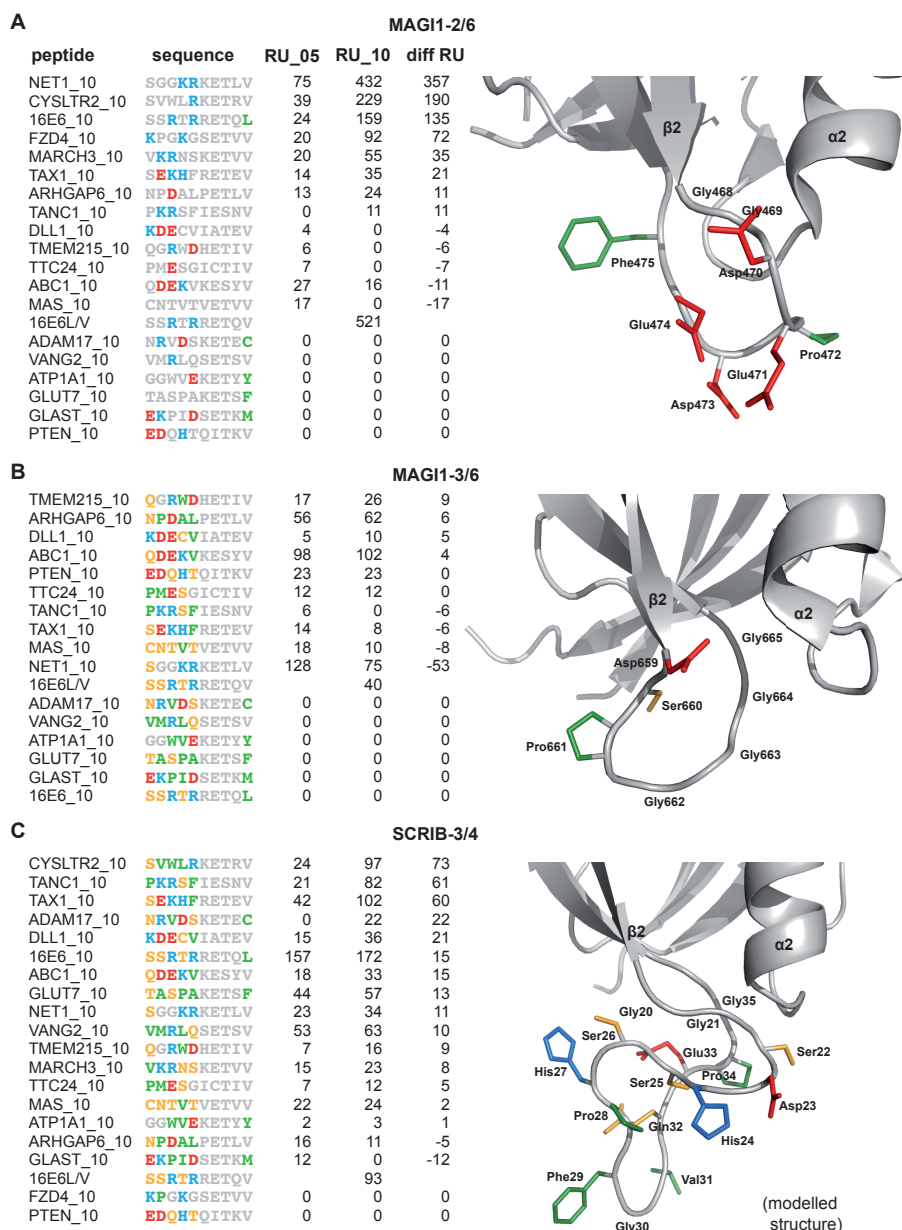 A MAGI1-2/6
peptide sequence RU_05 RU_10 diff RU
NET1_10 SGGKRKETLV 75 432 357
CYSLTR2_10 SVWLRKETRV 39 229 190
16E6_10 SSRTRRETQL 24 159 135
FZD4_10 KPGKGSETVV 20 92 72
MARCH3_10 VKRNSKETVV 20 55 35
TAX1_10 SEKHFRETEV 14 35 21
ARHGAP6_10 NPDALPETLV 13 24 11
TANC1_10 PKRSFIESNV 0 11 11
DLL1_10 KDECVIATEV 4 0 -4
TMEM215_10 QGRWDHETIV 6 0 -6
TTC24_10 PMESGICTIV 7 0 -7
ABC1_10 QDEKVKESYV 27 16 -11
MAS_10 CNTVTVETVV 17 0 -17
16E6L/V SSRTRRETQV 521
ADAM17_10 NRVDSKETEC 0 0 0
VANG2_10 VMRLQSETSV 0 0 0
ATP1A1_10 GGWVEKETYY 0 0 0
GLUT7_10 TASPAKETSF 0 0 0
GLAST_10 EKPIDSETKM 0 0 0
PTEN_10 EDQHTQITKV 0 0 0
β2
α2
Gly468
Gly469
Phe475
Asp470
Glu474
Pro472
Glu471
Asp473
B MAGI1-3/6
TMEM215_10 QGRWDHETIV 17 26 9
ARHGAP6_10 NPDALPETLV 56 62 6
DLL1_10 KDECVIATEV 5 10 5
ABC1_10 QDEKVKESYV 98 102 4
PTEN_10 EDQHTQITKV 23 23 0
TTC24_10 PMESGICTIV 12 12 0
TANC1_10 PKRSFIESNV 6 0 -6
TAX1_10 SEKHFRETEV 14 8 -6
MAS_10 CNTVTVETVV 18 10 -8
NET1_10 SGGKRKETLV 128 75 -53
16E6L/V SSRTRRETQV 40
ADAM17_10 NRVDSKETEC 0 0 0
VANG2_10 VMRLQSETSV 0 0 0
ATP1A1_10 GGWVEKETYY 0 0 0
GLUT7_10 TASPAKETSF 0 0 0
GLAST_10 EKPIDSETKM 0 0 0
16E6_10 SSRTRRETQL 0 0 0
β2
α2
Gly665
Asp659
Gly664
Ser660
Pro661
Gly663
Gly662
C SCRIB-3/4
CYSLTR2_10 SVWLRKETRV 24 97 73
TANC1_10 PKRSFIESNV 21 82 61
TAX1_10 SEKHFRETEV 42 102 60
ADAM17_10 NRVDSKETEC 0 22 22
DLL1_10 KDECVIATEV 15 36 21
16E6_10 SSRTRRETQL 157 172 15
ABC1_10 QDEKVKESYV 18 33 15
GLUT7_10 TASPAKETSF 44 57 13
NET1_10 SGGKRKETLV 23 34 11
VANG2_10 VMRLQSETSV 53 63 10
TMEM215_10 QGRWDHETIV 7 16 9
MARCH3_10 VKRNSKETVV 15 23 8
TTC24_10 PMESGICTIV 7 12 5
MAS_10 CNTVTVETVV 22 24 2
ATP1A1_10 GGWVEKETYY 2 3 1
ARHGAP6_10 NPDALPETLV 16 11 -5
GLAST_10 EKPIDSETKM 12 0 -12
16E6L/V SSRTRRETQV 93
FZD4_10 KPGKGSETVV 0 0 0
PTEN_10 EDQHTQITKV 0 0 0
β2
α2
Gly35
Gly20
Gly21
Ser26
Glu33
Ser22
His27
Ser25
Pro34
Asp23
Pro28
Gln32
His24
Phe29
Val31
Gly30
(modelled
structure)